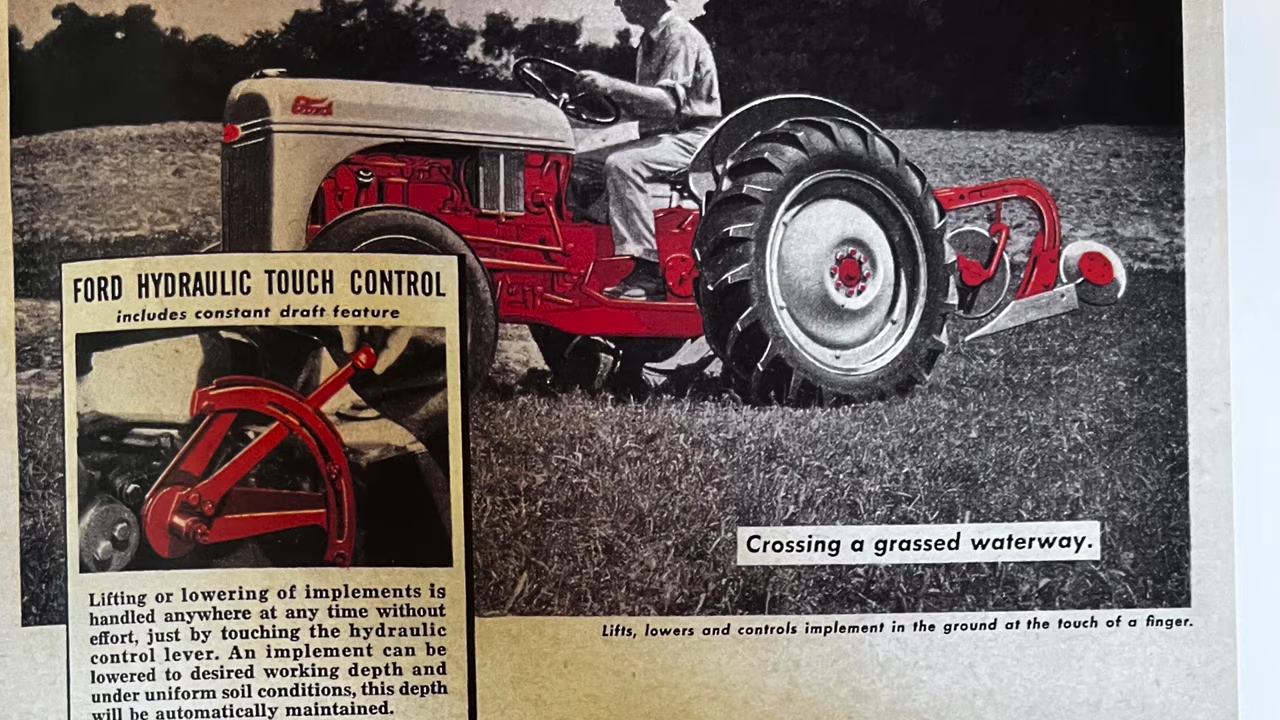 Ford
FORD HYDRAULIC TOUCH CONTROL
includes constant draft feature
Lifting or lowering of implements is
handled anywhere at any time without
effort, just by touching the hydraulic
control lever. An implement can be
lowered to desired working depth and
under uniform soil conditions, this depth
will be automatically maintained.
Crossing a grassed waterway.
Lifts, lowers and controls implement in the ground at the touch of a finger.